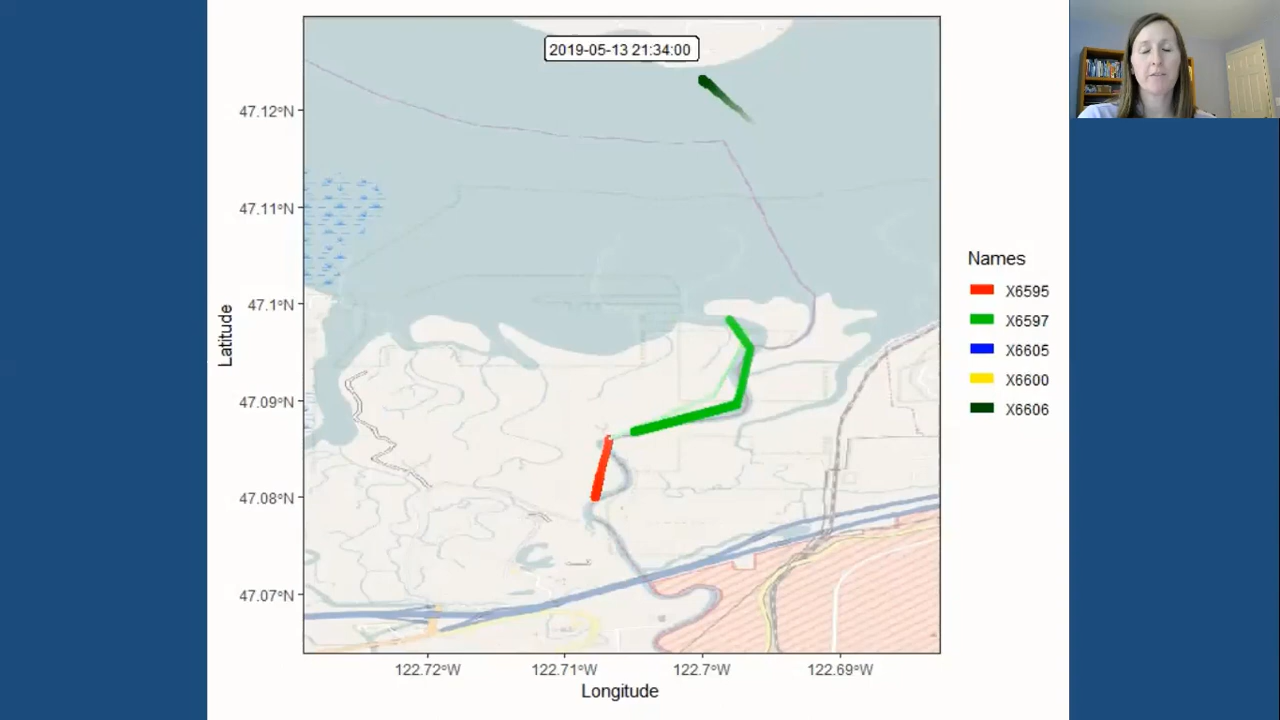 2019-05-13 21:34:00
47.12°N
47.11°N
47.1°N
47.09°N
47.08°N
47.07°N
Latitude
122.72°W
122.71°W
122.7°W
122.69°W
Longitude
Names
X6595
X6597
X6605
X6600
X6606